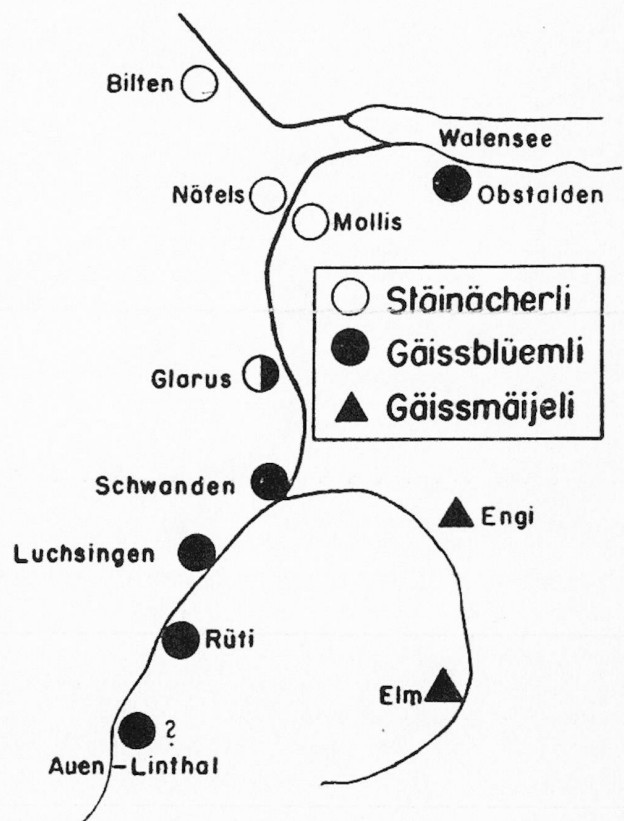 Bilten
Walensee
Näfels
Obstalden
Mollis
Stäinächerli
Gäissblüemli
Glarus
Gäissmäijeli
Schwanden
Engi
Luchsingen
Rüti
Elm
?
Auen-Linthal